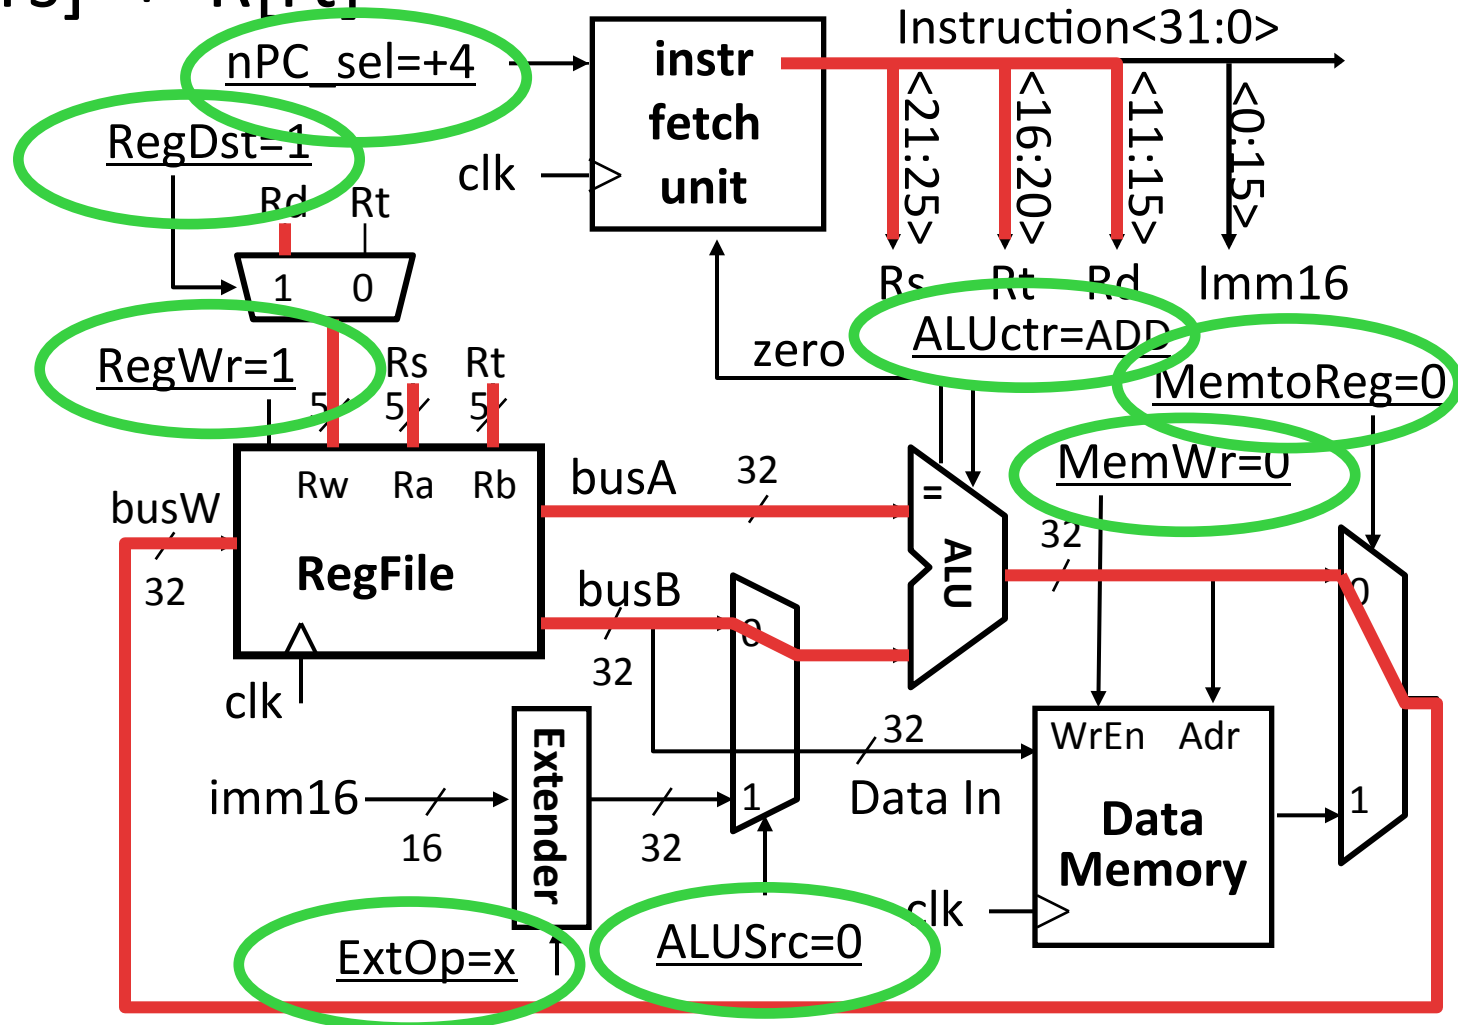 rs] + R[rt]
nPC_sel=+4
instr
fetch
unit
Instruction<31:0>
<21:25>
<16:20>
<11:15>
<0:15>
RegDst=1
clk
Rd Rt
1 0
Rs Rt Rd Imm16
ALUctr=ADD
zero
MemtoReg=0
RegWr=1
Rs Rt
5 5 5
MemWr=0
Rw Ra Rb
busA 32
=
busW
32
RegFile
ALU
32
busB
32
0
0
clk
Extender
32
WrEn Adr
imm16
16
32
1
Data In
1
Data
Memory
clk
ExtOp=x
ALUSrc=0